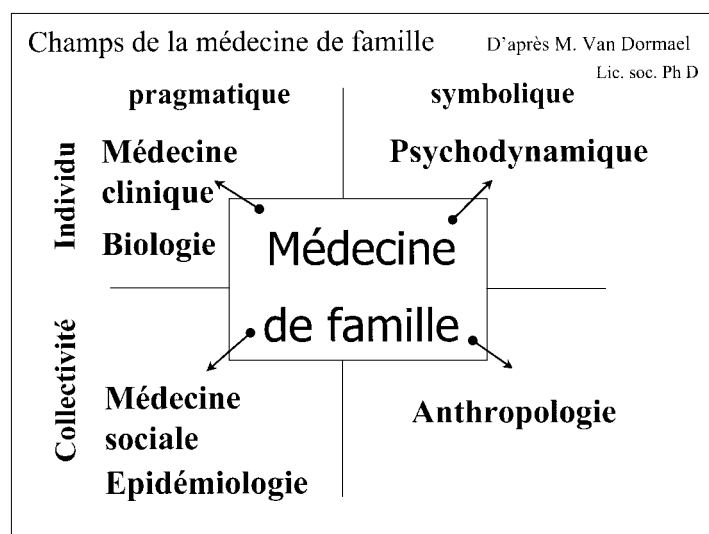 Champs de la médecine de famille D'après M. Van Dormael
Lic. soc. Ph D
pragmatique symbolique
Individu
Médecine
clinique
Biologie
Psychodynamique
Médecine
de famille
Collectivité
Médecine
sociale
Epidémiologie
Anthropologie